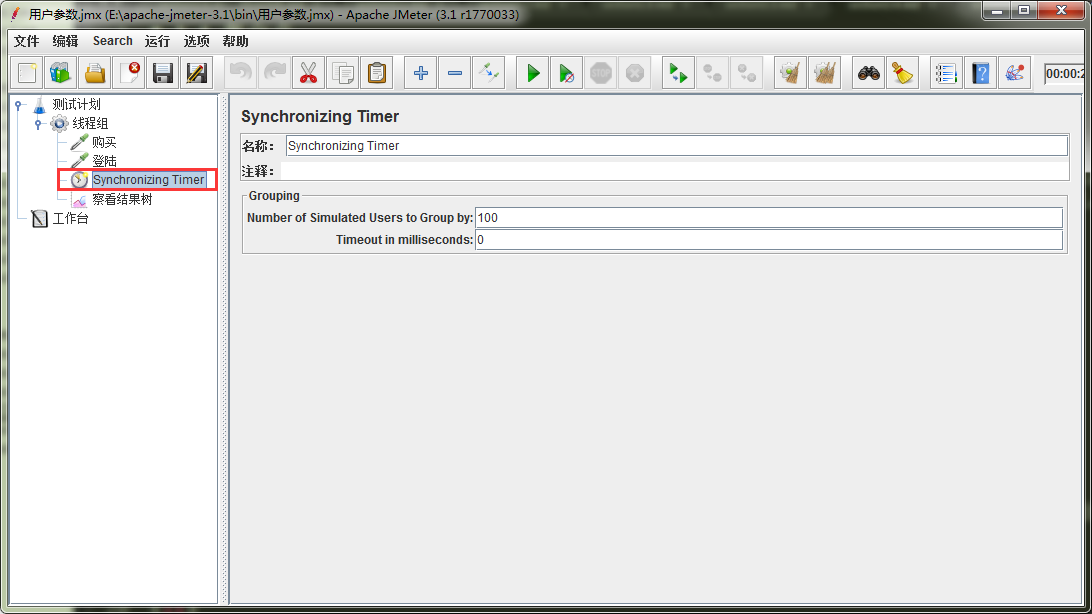 用户参数.jmx (E:\apache-jmeter-3.1\bin\用户参数.jmx) - Apache JMeter (3.1 r1770033)
文件 编辑 Search 运行 选项 帮助
STOP
00:00:2
测试计划
线程组
购买
登陆
Synchronizing Timer
察看结果树
工作台
Synchronizing Timer
名称： Synchronizing Timer
注释：
Grouping
Number of Simulated Users to Group by: 100
Timeout in milliseconds: 0